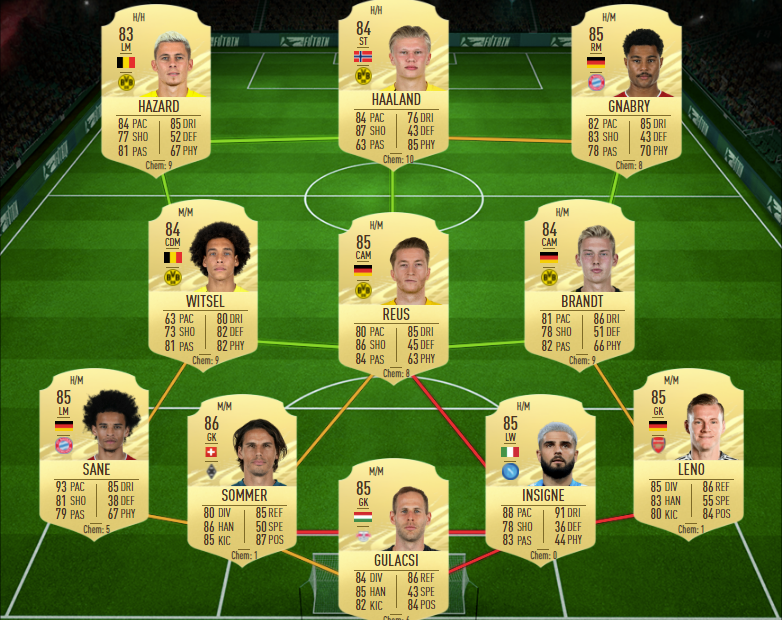 H/H
83
LM
HAZARD
84 PAC 85 DRI
77 SHO 52 DEF
81 PAS 67 PHY
Chem: 9
H/H
84
ST
HAALAND
84 PAC 76 DRI
87 SHO 43 DEF
63 PAS 85 PHY
Chem: 10
H/M
85
RM
GNABRY
82 PAC 85 DRI
83 SHO 43 DEF
78 PAS 70 PHY
Chem: 8
M/M
84
CDM
WITSEL
63 PAC 80 DRI
73 SHO 82 DEF
81 PAS 82 PHY
Chem: 9
H/M
85
CAM
REUS
80 PAC 85 DRI
86 SHO 45 DEF
84 PAS 63 PHY
Chem: 8
H/M
84
CAM
BRANDT
81 PAC 86 DRI
78 SHO 51 DEF
82 PAS 66 PHY
Chem: 9
H/M
85
LM
SANE
93 PAC 85 DRI
81 SHO 38 DEF
79 PAS 67 PHY
Chem: 5
M/M
86
GK
SOMMER
80 DIV 85 REF
86 HAN 50 SPE
85 KIC 87 POS
Chem: 1
M/M
85
GK
GULACSI
84 DIV 86 REF
85 HAN 43 SPE
82 KIC 84 POS
H/M
85
LW
INSIGNE
88 PAC 91 DRI
78 SHO 36 DEF
83 PAS 44 PHY
Chem: 0
M/M
85
GK
LENO
85 DIV 86 REF
83 HAN 55 SPE
80 KIC 84 POS
Chem: 1